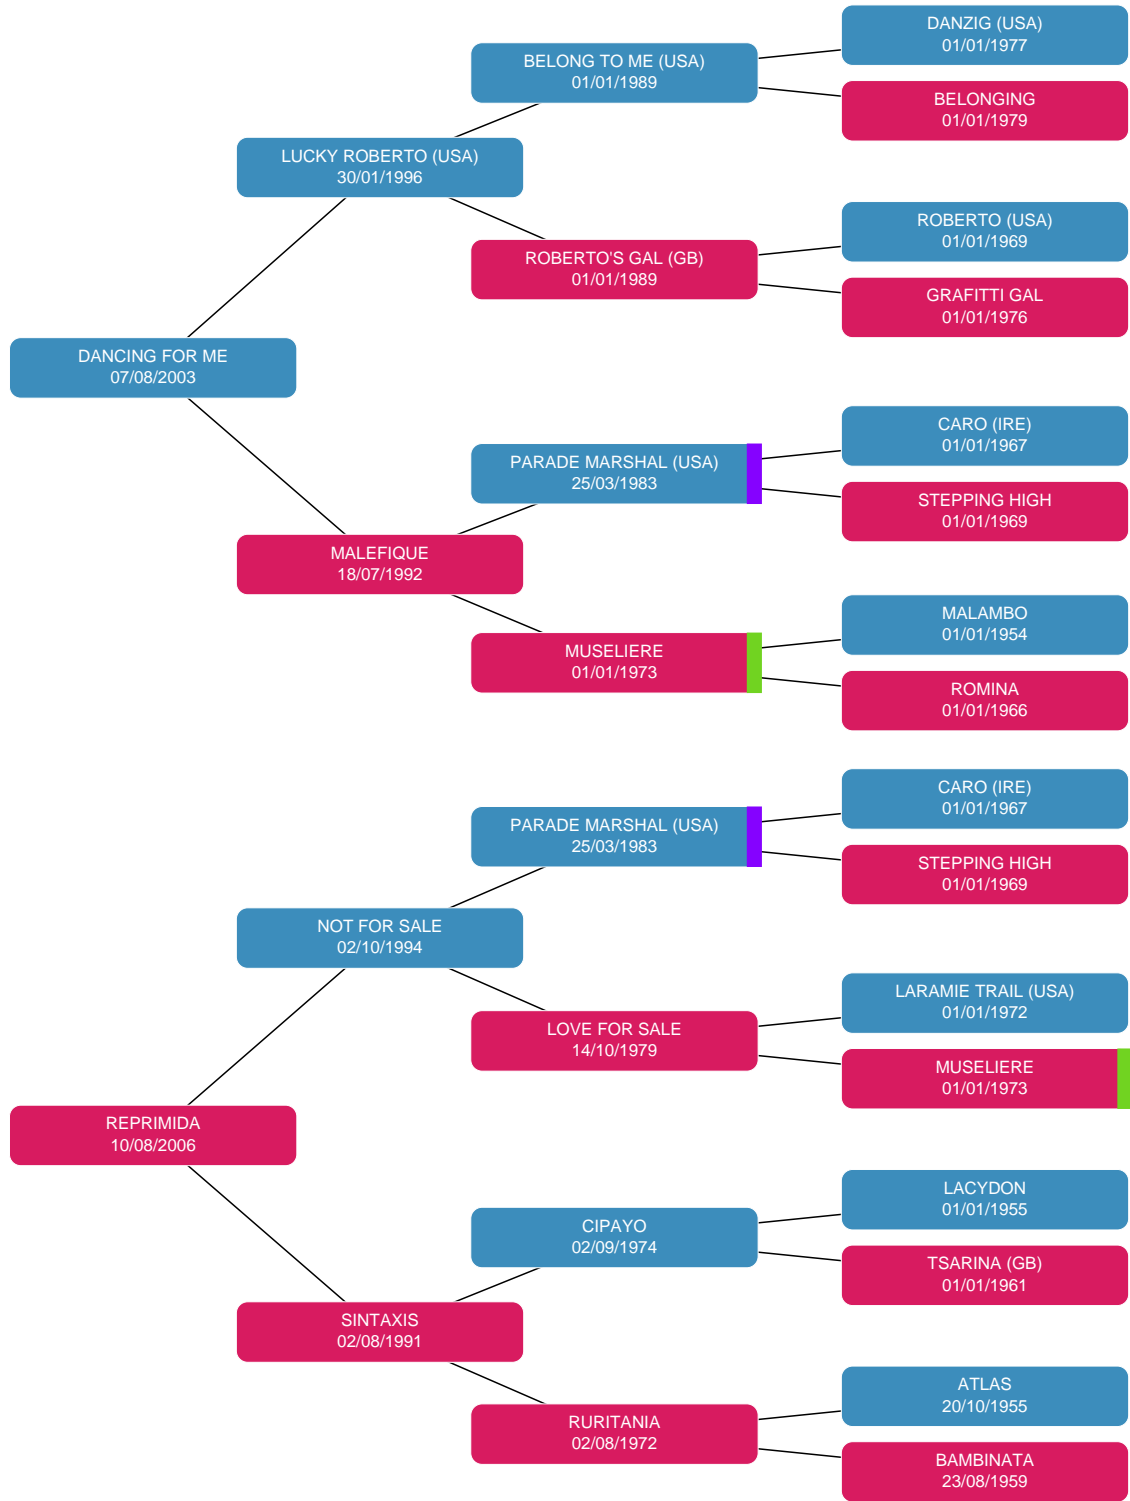 DANZIG (USA)
01/01/1977
BELONG TO ME (USA)
01/01/1989
BELONGING
01/01/1979
LUCKY ROBERTO (USA)
30/01/1996
ROBERTO (USA)
01/01/1969
ROBERTO'S GAL (GB)
01/01/1989
GRAFITTI GAL
01/01/1976
DANCING FOR ME
07/08/2003
CARO (IRE)
01/01/1967
PARADE MARSHAL (USA)
25/03/1983
STEPPING HIGH
01/01/1969
MALEFIQUE
18/07/1992
MALAMBO
01/01/1954
MUSELIERE
01/01/1973
ROMINA
01/01/1966
CARO (IRE)
01/01/1967
PARADE MARSHAL (USA)
25/03/1983
STEPPING HIGH
01/01/1969
NOT FOR SALE
02/10/1994
LARAMIE TRAIL (USA)
01/01/1972
LOVE FOR SALE
14/10/1979
MUSELIERE
01/01/1973
REPRIMIDA
10/08/2006
LACYDON
01/01/1955
CIPAYO
02/09/1974
TSARINA (GB)
01/01/1961
SINTAXIS
02/08/1991
ATLAS
20/10/1955
RURITANIA
02/08/1972
BAMBINATA
23/08/1959